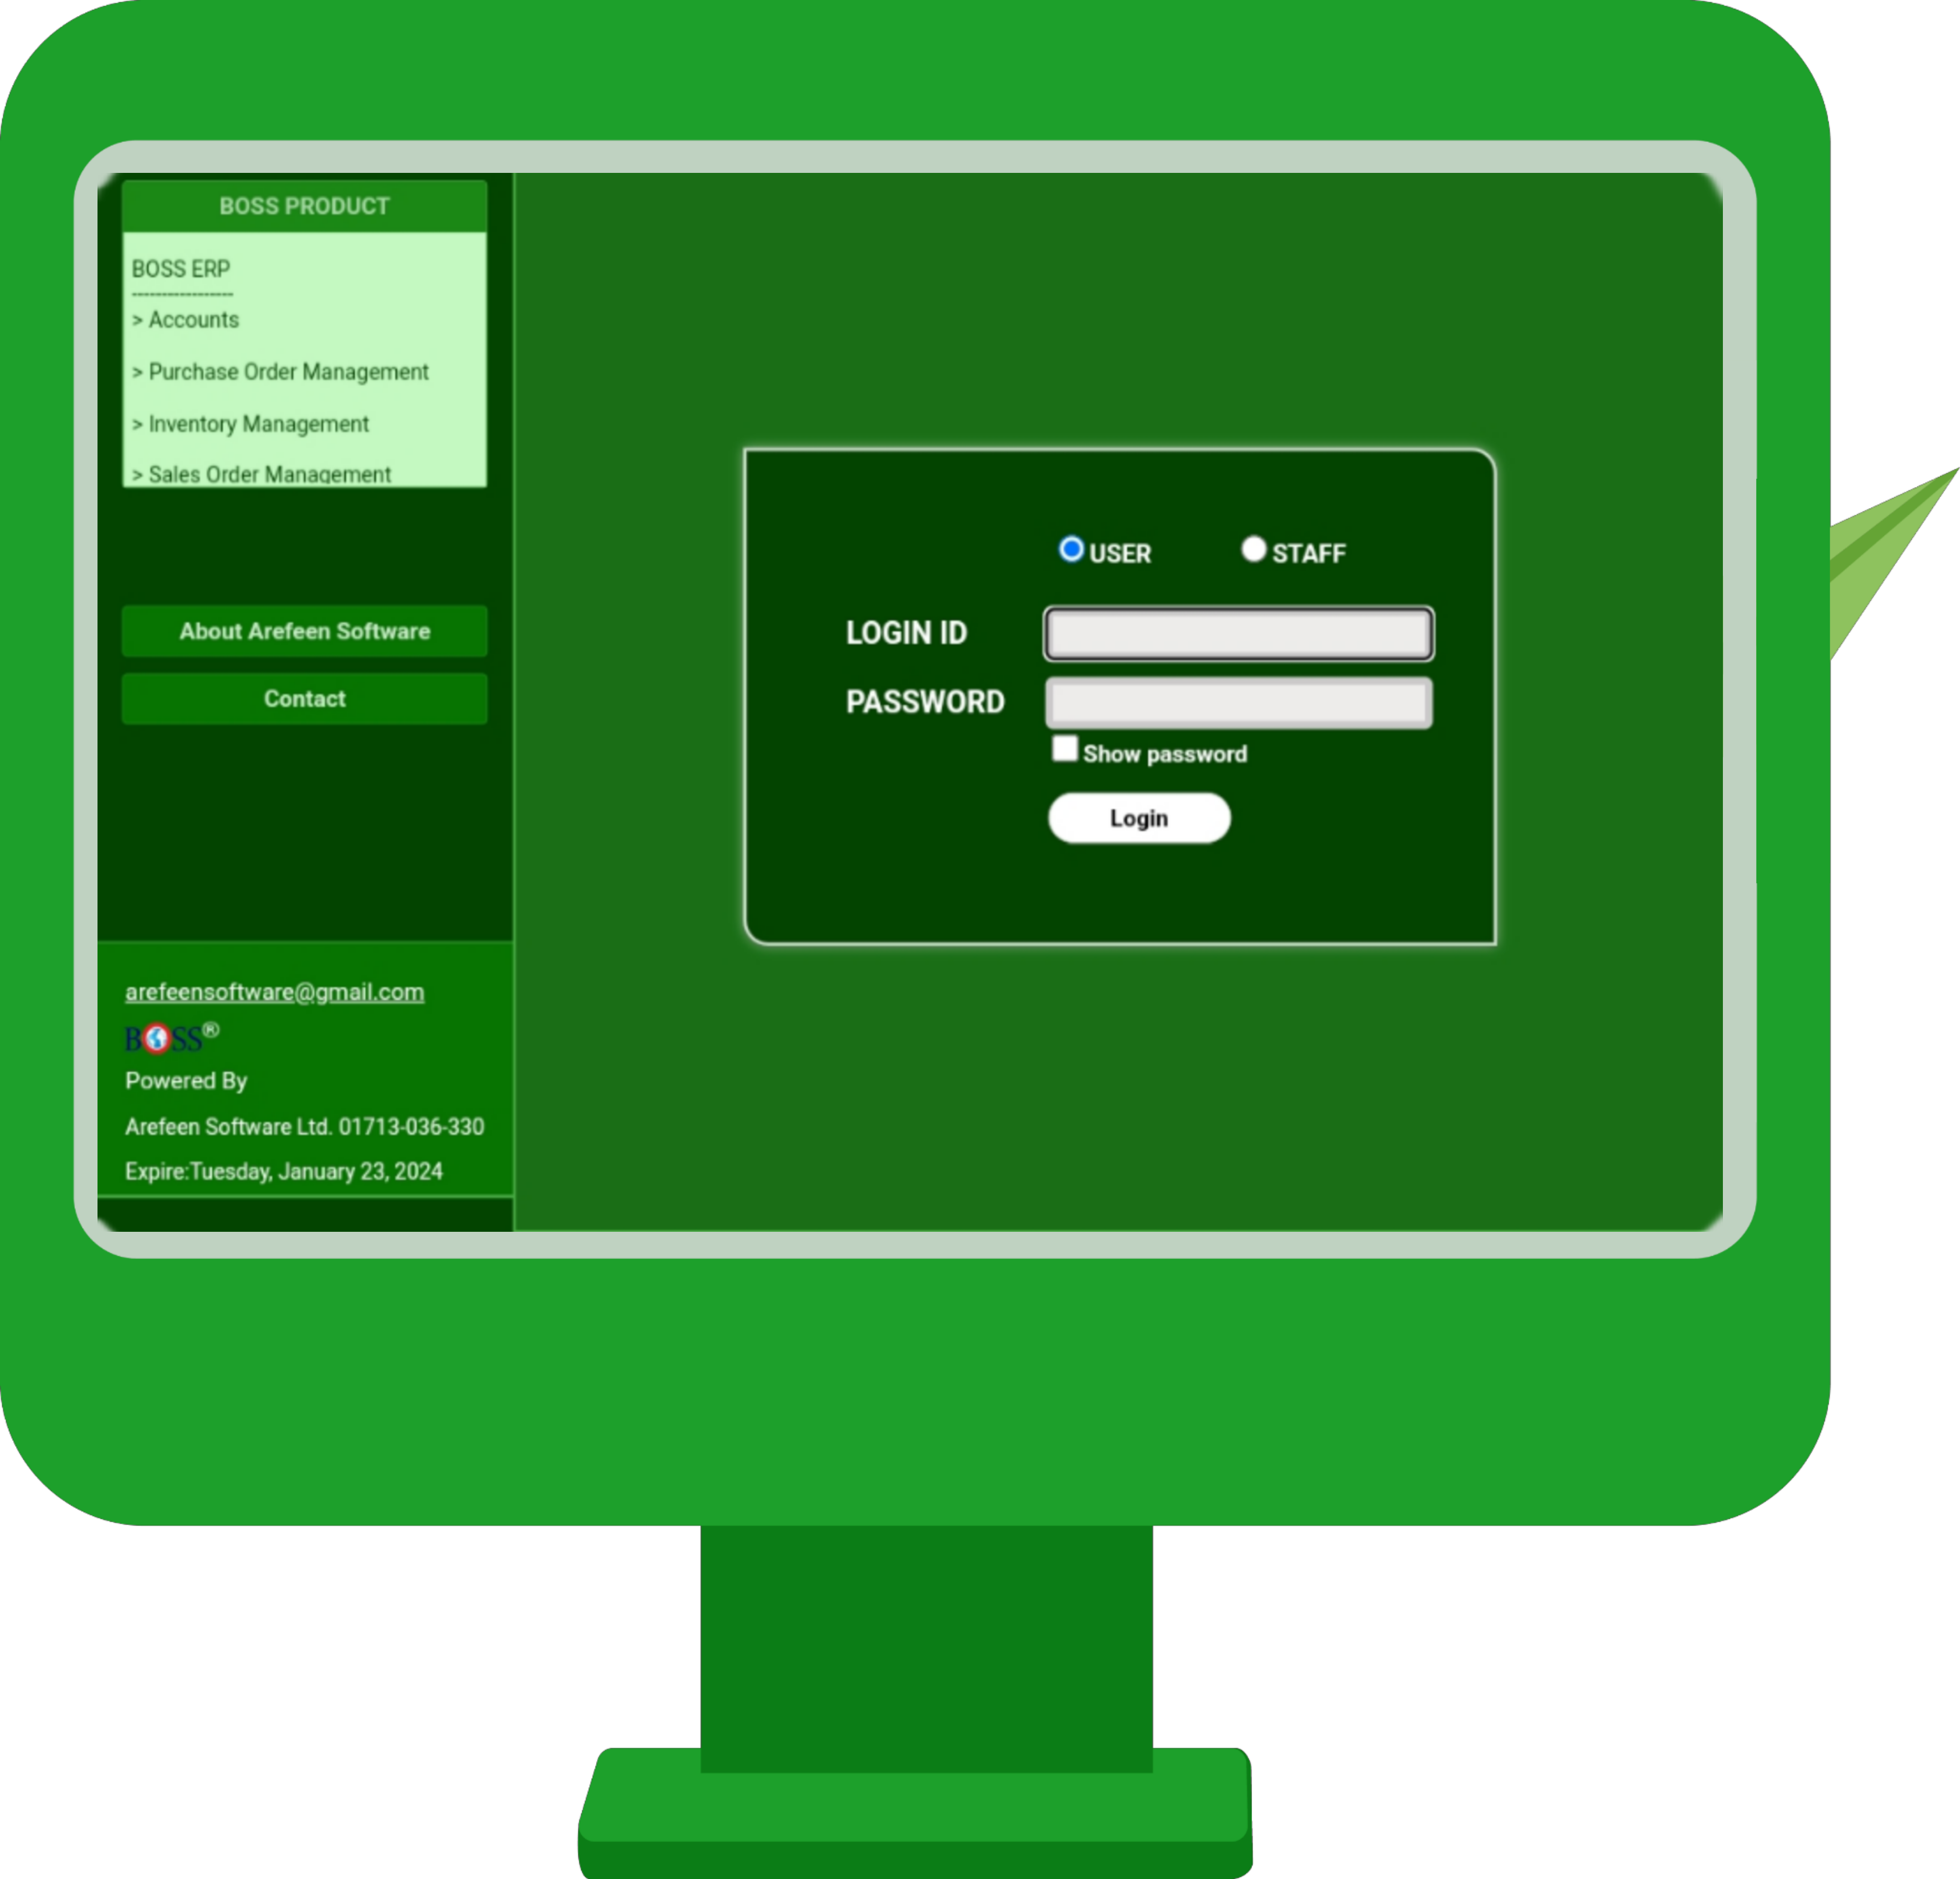 BOSS PRODUCT
BOSS ERP
-----------------
> Accounts
> Purchase Order Management
> Inventory Management
> Sales Order Management
About Arefeen Software
Contact
arefeensoftware@gmail.com
BOSS®
Powered By
Arefeen Software Ltd. 01713-036-330
Expire:Tuesday, January 23, 2024
USER STAFF
LOGIN ID
PASSWORD
Show password
Login